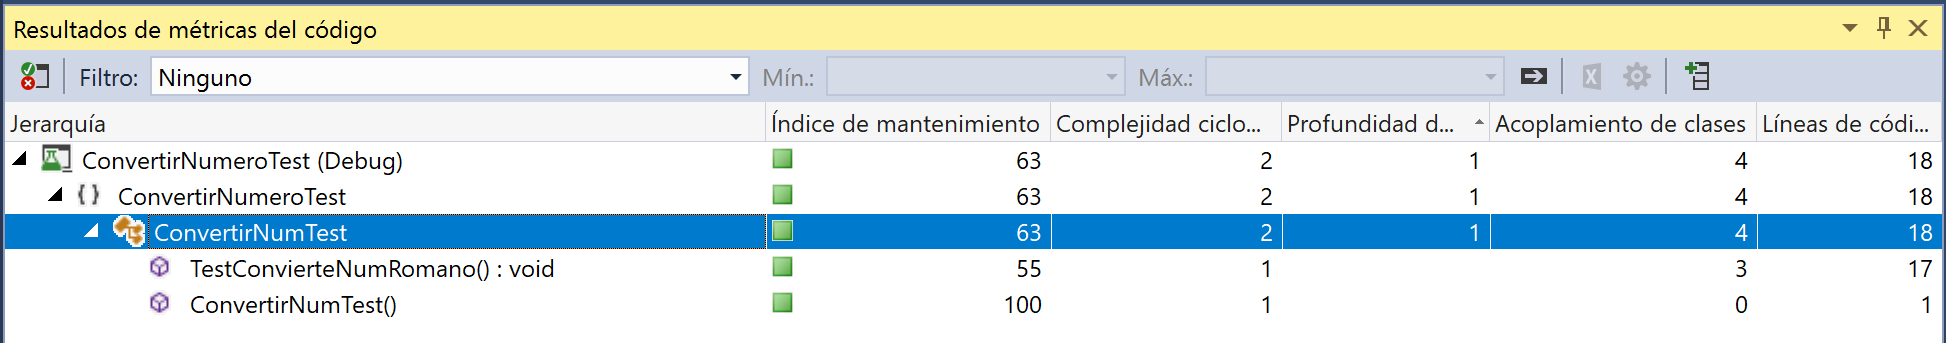 Resultados de métricas del código
Filtro: Ninguno Mín.: Máx.:
Jerarquía Índice de mantenimiento Complejidad ciclo... Profundidad d... Acoplamiento de clases Líneas de códi...
ConvertirNumeroTest (Debug) 63 2 1 4 18
{ } ConvertirNumeroTest 63 2 1 4 18
ConvertirNumTest 63 2 1 4 18
TestConvierteNumRomano() : void 55 1 3 17
ConvertirNumTest() 100 1 0 1